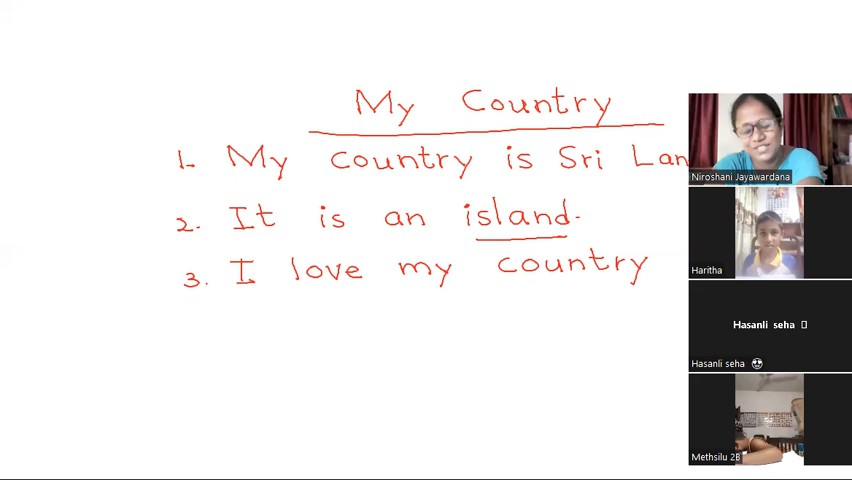 My Country
1. My country is Sri Lan
2. It is an island.
3. I love my country
Niroshani Jayawardana
Haritha
Hasanli seha
Hasanli seha 😍
Methsilu 2B